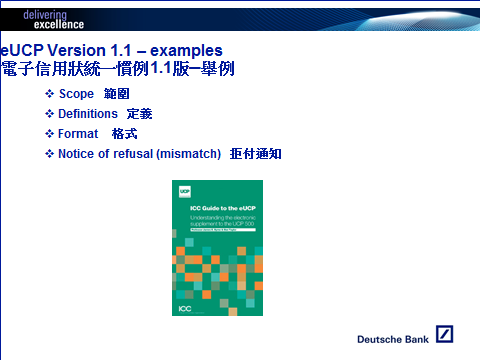 delivering
excellence
eUCP Version 1.1 – examples
電子信用狀統一慣例1.1版—舉例
Scope 範圍
Definitions 定義
Format 格式
Notice of refusal (mismatch) 拒付通知
UCP
ICC Guide to the eUCP
Understanding the electronic
supplement to the UCP 500
ICC
Deutsche Bank